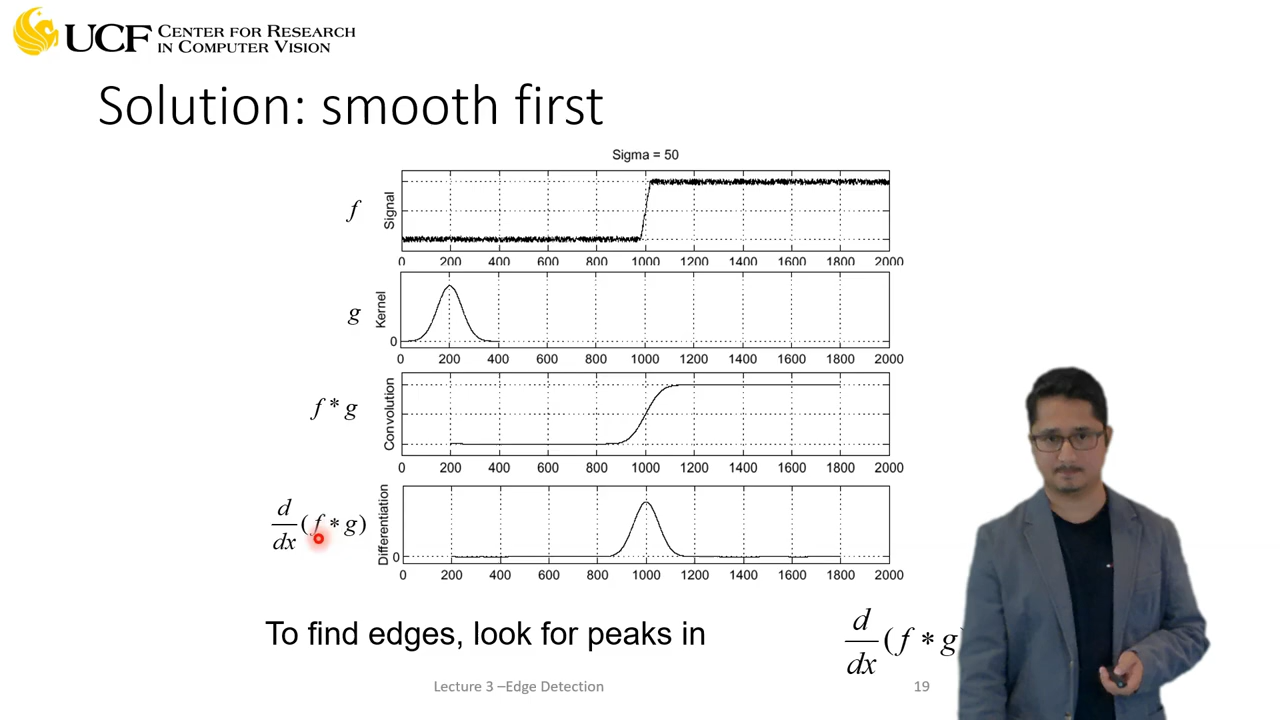 UCF CENTER FOR RESEARCH
IN COMPUTER VISION
Solution: smooth first
Sigma = 50
f
Signal
0 200 400 600 800 1000 1200 1400 1600 1800 2000
g
Kernel
0
0 200 400 600 800 1000 1200 1400 1600 1800 2000
f * g
Convolution
0 200 400 600 800 1000 1200 1400 1600 1800 2000
d/dx (f * g)
Differentiation
0
0 200 400 600 800 1000 1200 1400 1600 1800 2000
To find edges, look for peaks in d/dx (f * g)
Lecture 3 –Edge Detection
19